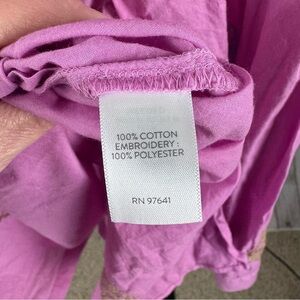 100% COTTON
EMBROIDERY :
100% POLYESTER
RN 97641